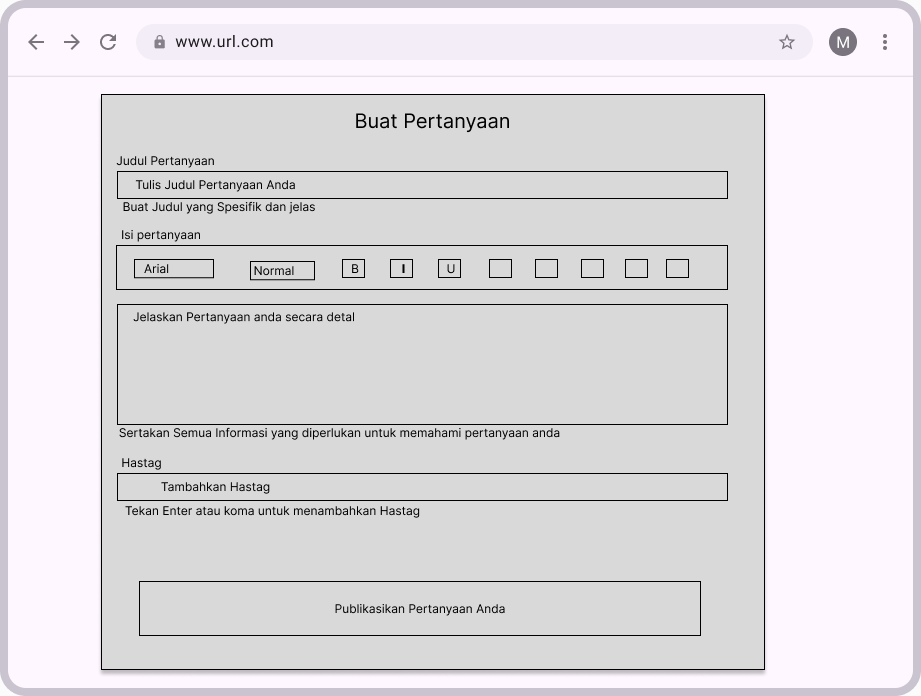 www.url.com
M
Buat Pertanyaan
Judul Pertanyaan
Tulis Judul Pertanyaan Anda
Buat Judul yang Spesifik dan jelas
Isi pertanyaan
Arial Normal B I U
Jelaskan Pertanyaan anda secara detal
Sertakan Semua Informasi yang diperlukan untuk memahami pertanyaan anda
Hastag
Tambahkan Hastag
Tekan Enter atau koma untuk menambahkan Hastag
Publikasikan Pertanyaan Anda